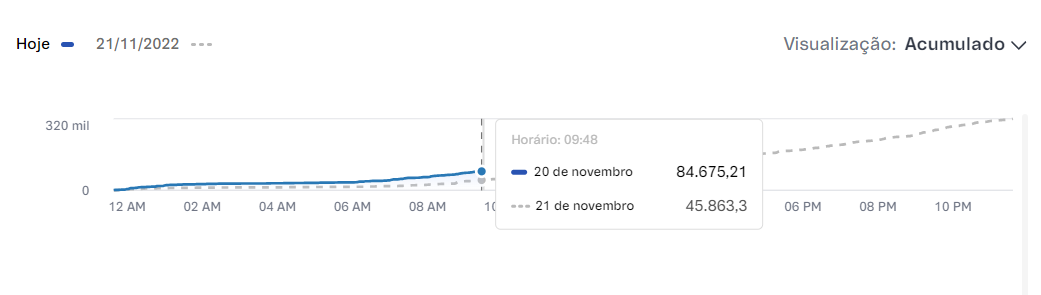 Hoje 21/11/2022 Visualização: Acumulado
320 mil
Horário: 09:48
20 de novembro 84.675,21
0
21 de novembro 45.863,3
12 AM 02 AM 04 AM 06 AM 08 AM 10 06 PM 08 PM 10 PM